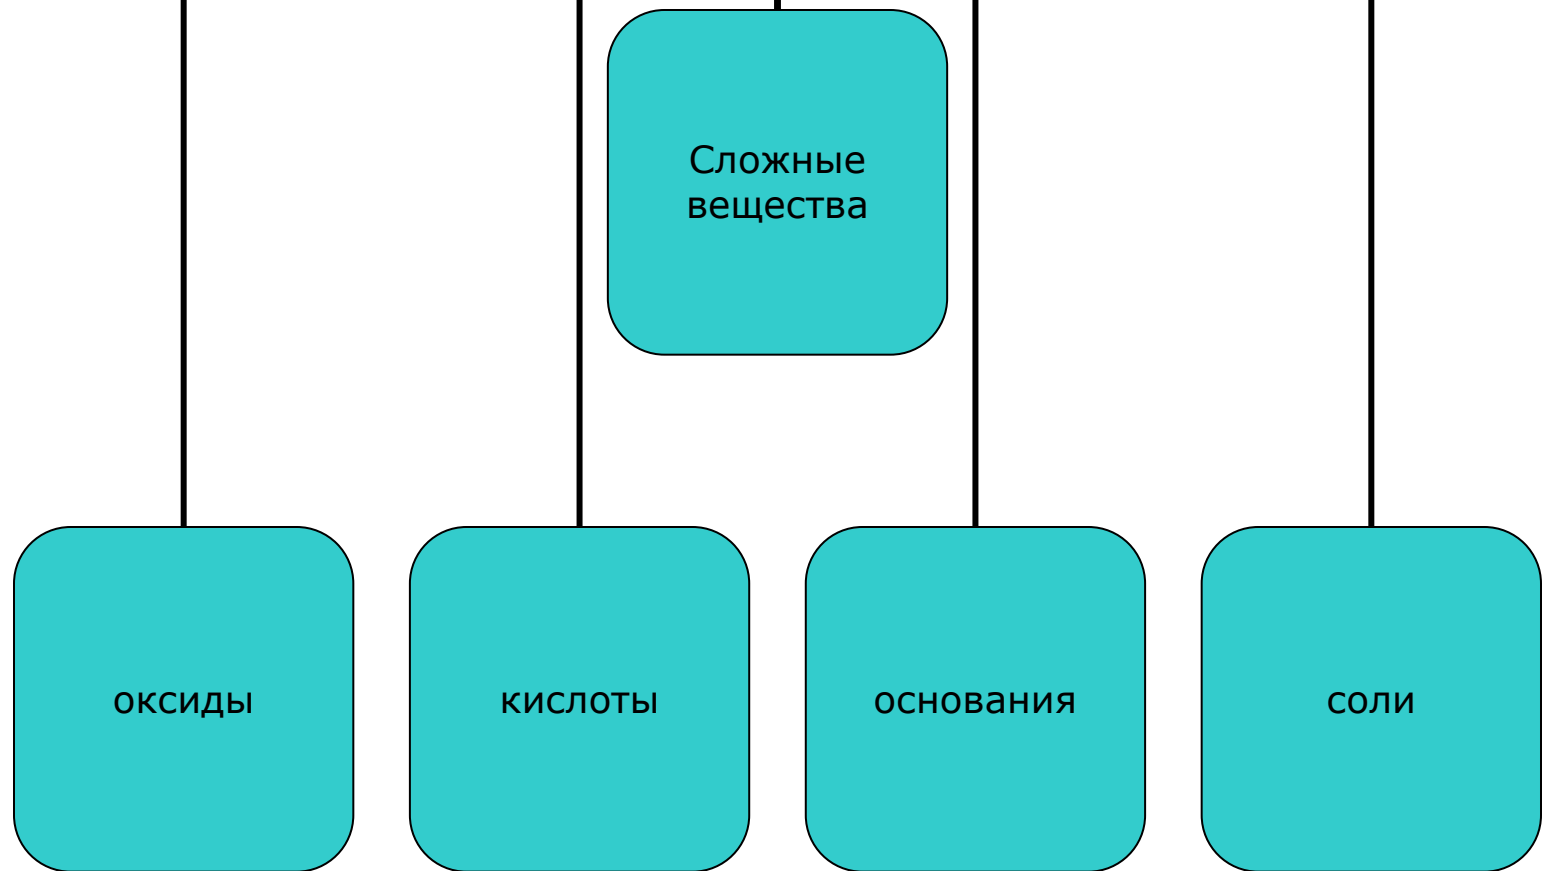 Сложные
вещества
оксиды
кислоты
основания
соли